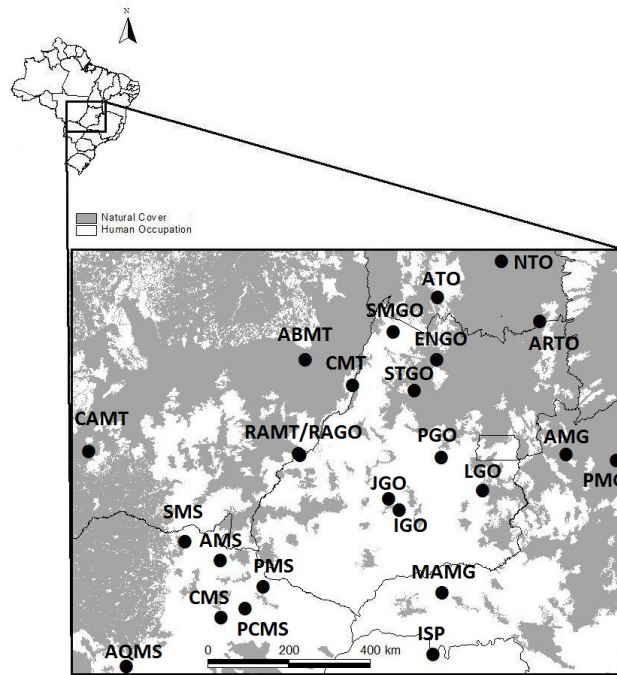 N
Natural Cover
Human Occupation
NTO
ATO
SMGO
ARTO
ABMT
ENGO
CMT
STGO
CAMT
RAMT/RAGO
PGO
AMG
LGO
PMG
JGO
IGO
SMS
AMS
PMS
MAMG
CMS
PCMS
ISP
AQMS
0 200 400 km